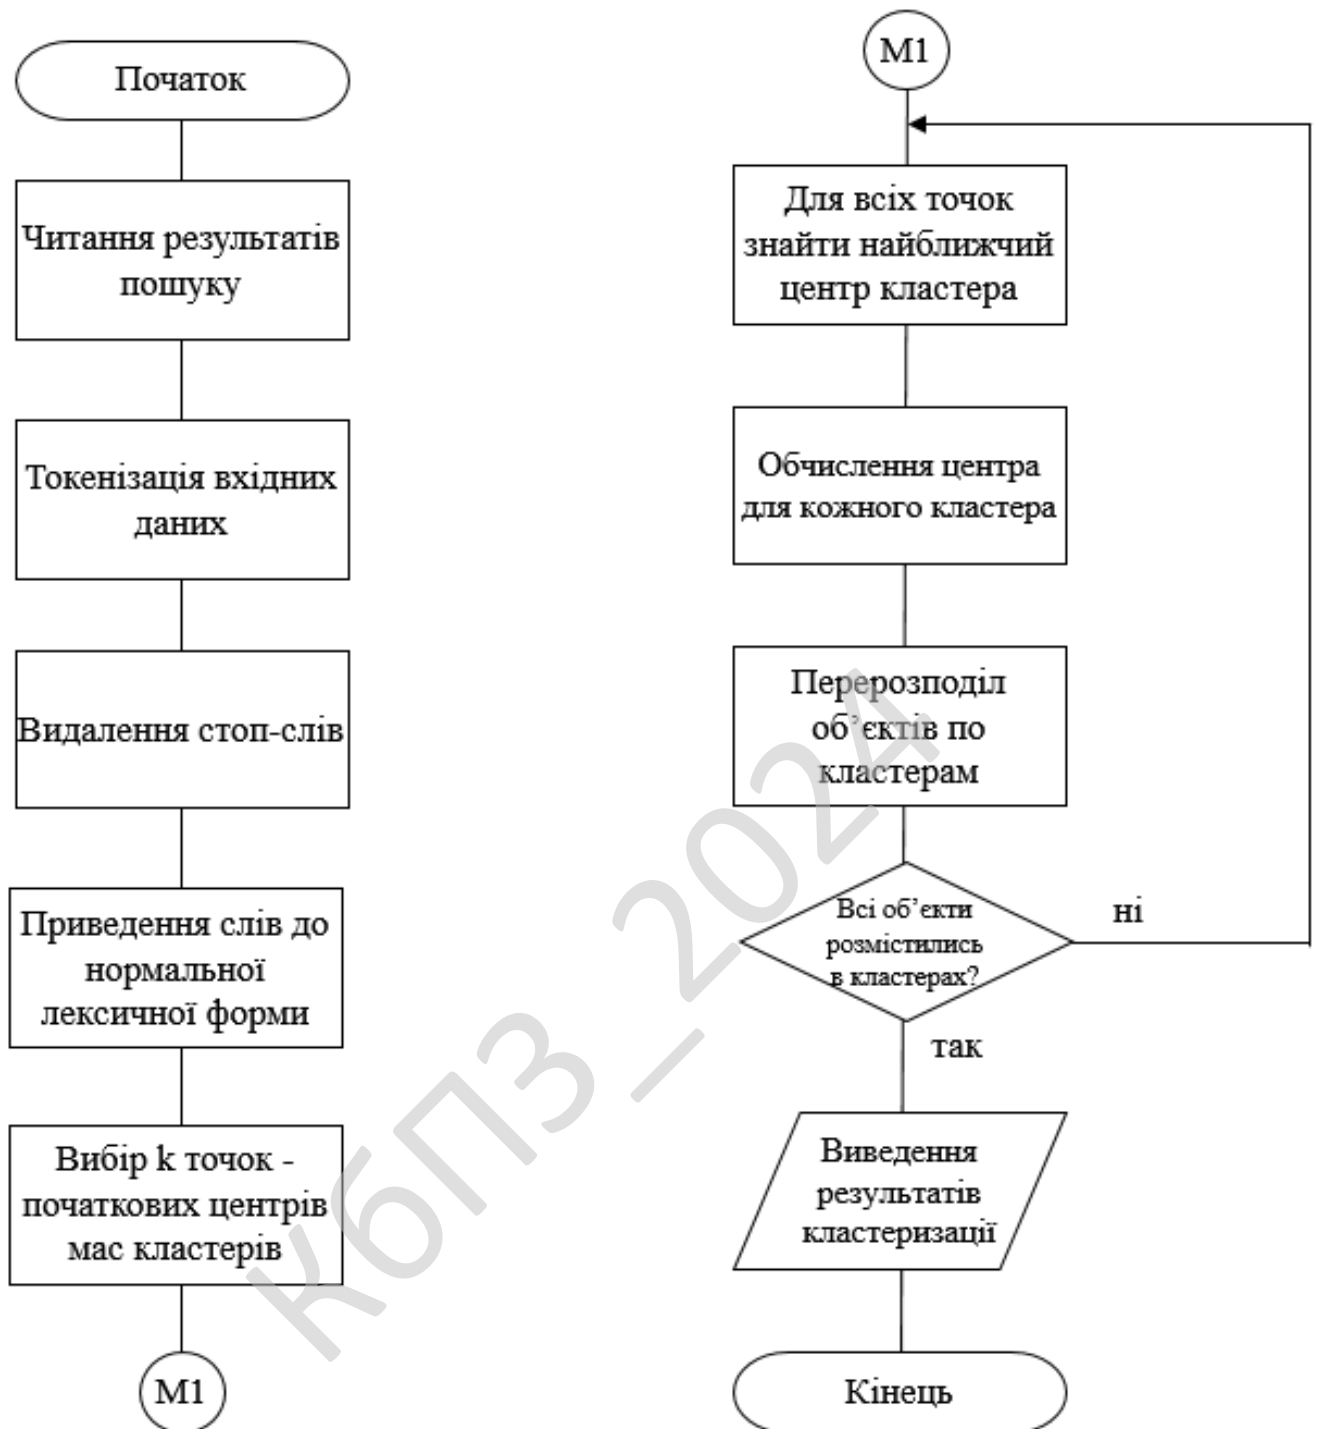 Початок
Читання результатів
пошуку
Токенізація вхідних
даних
Видалення стоп-слів
Приведення слів до
нормальної
лексичної форми
Вибір k точок -
початкових центрів
мас кластерів
М1
М1
Для всіх точок
знайти найближчий
центр кластера
Обчислення центра
для кожного кластера
Перерозподіл
об’єктів по
кластерам
Всі об’єкти
розмістились
в кластерах?
ні
так
Виведення
результатів
кластеризації
Кінець
КбПЗ_2024